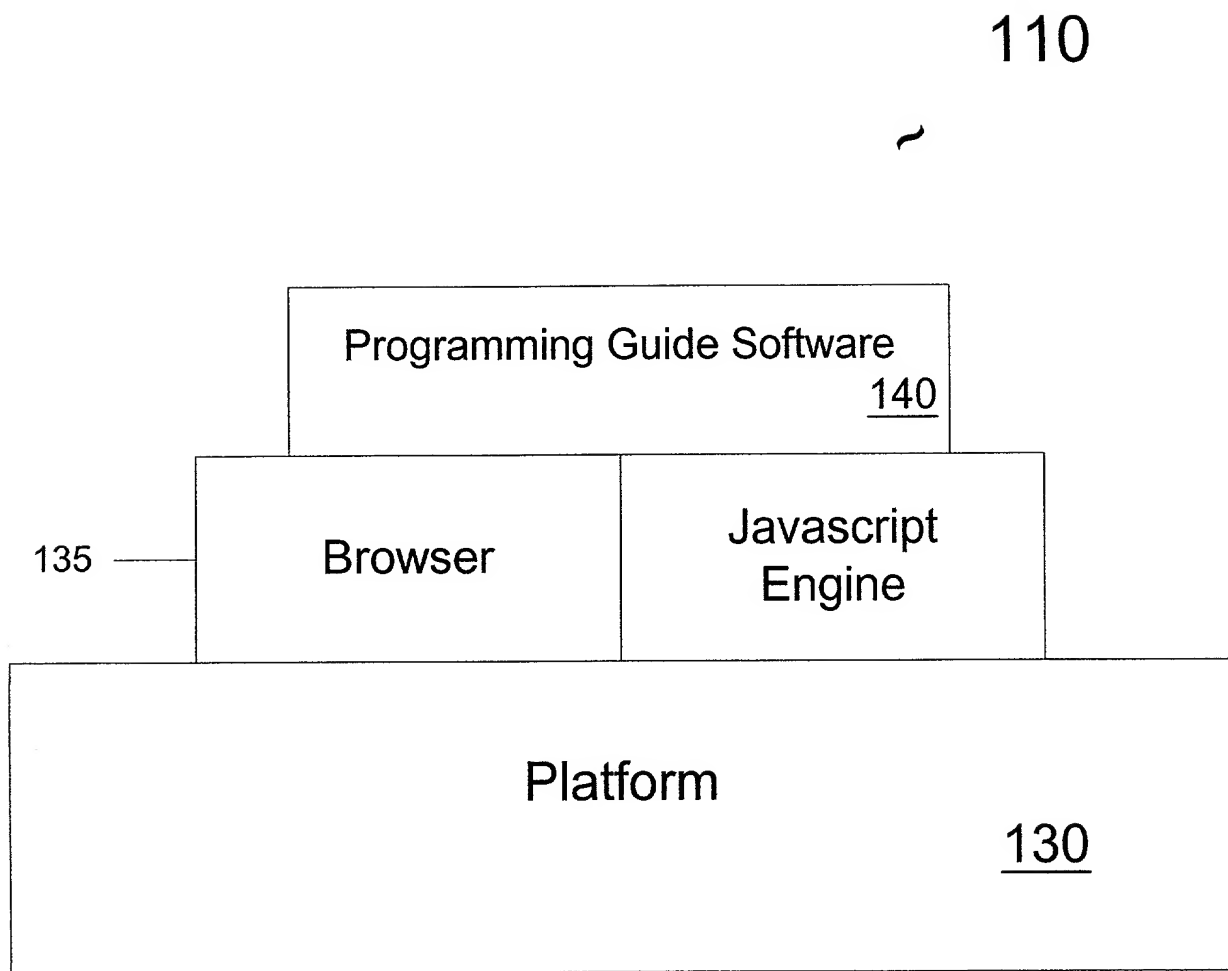 110
~
Programming Guide Software
140
135
Browser
Javascript
Engine
Platform
130